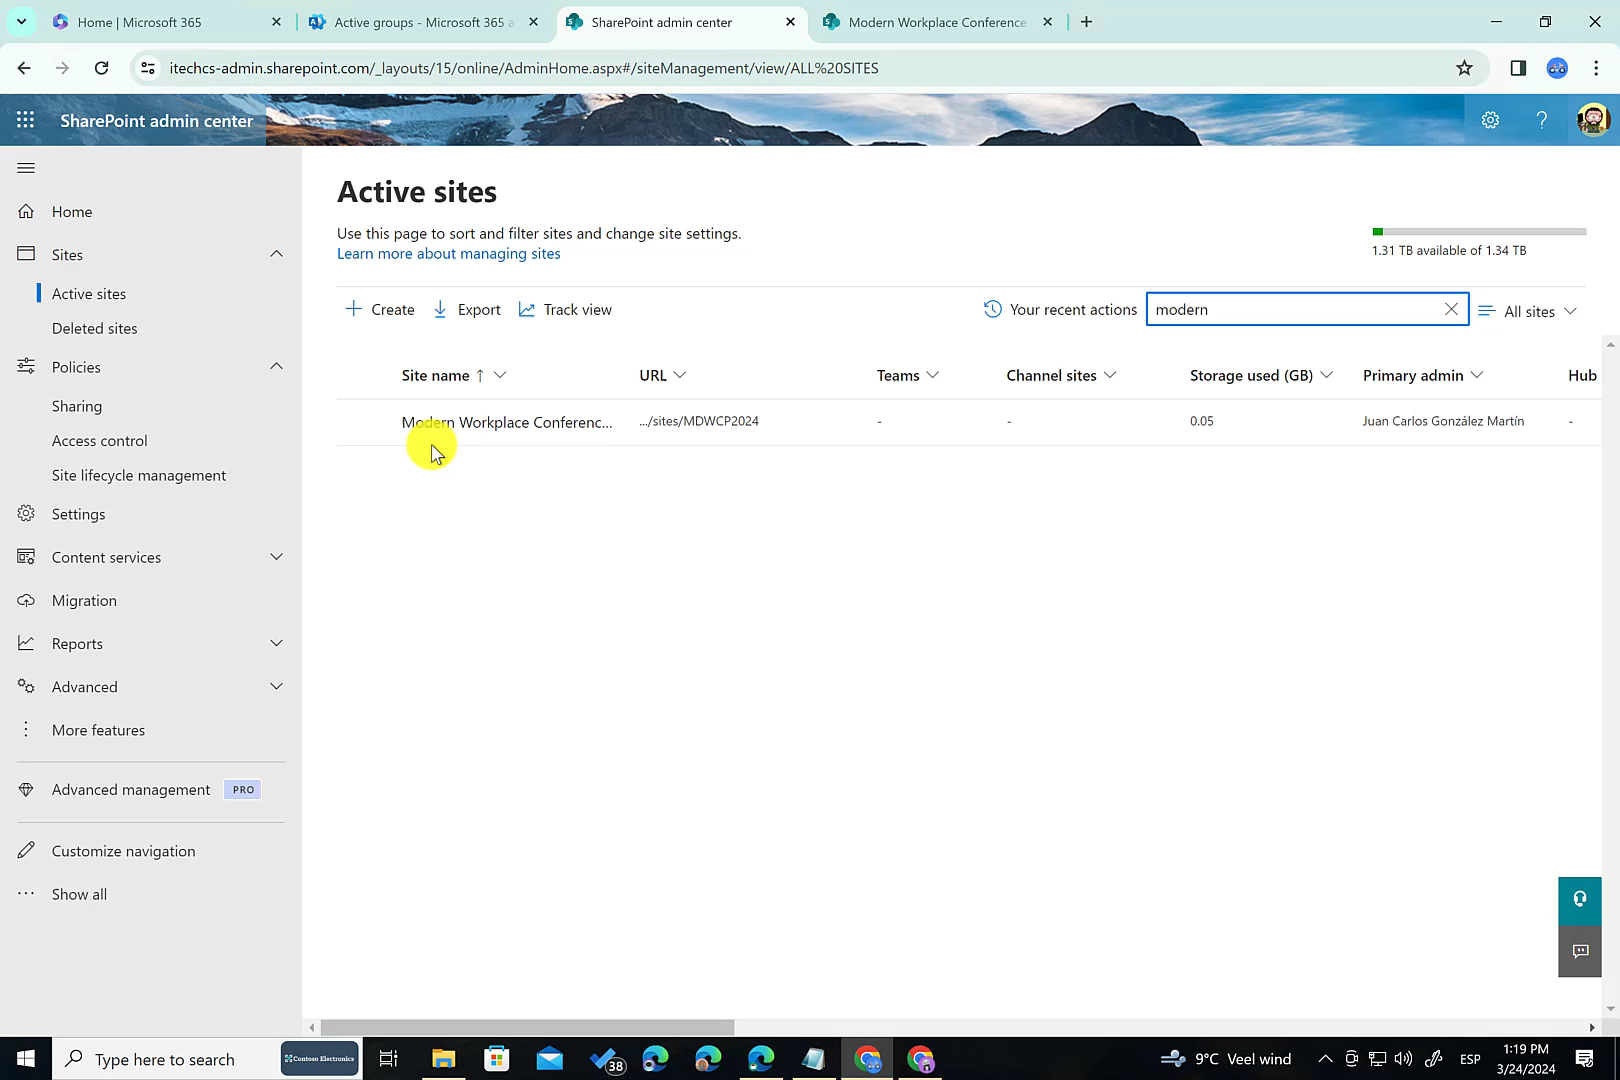 Home | Microsoft 365
Active groups - Microsoft 365 a
SharePoint admin center
Modern Workplace Conference
itechcs-admin.sharepoint.com/_layouts/15/online/AdminHome.aspx#/siteManagement/view/ALL%20SITES
SharePoint admin center
Home
Sites
Active sites
Deleted sites
Policies
Sharing
Access control
Site lifecycle management
Settings
Content services
Migration
Reports
Advanced
More features
Advanced management PRO
Customize navigation
Show all
Active sites
Use this page to sort and filter sites and change site settings.
Learn more about managing sites
1.31 TB available of 1.34 TB
Create Export Track view Your recent actions modern All sites
Site name ↑ URL Teams Channel sites Storage used (GB) Primary admin Hub
Modern Workplace Conferenc... .../sites/MDWCP2024 - - 0.05 Juan Carlos González Martín -
Type here to search
Contoso Electronics
38
9°C Veel wind
ESP
1:19 PM
3/24/2024